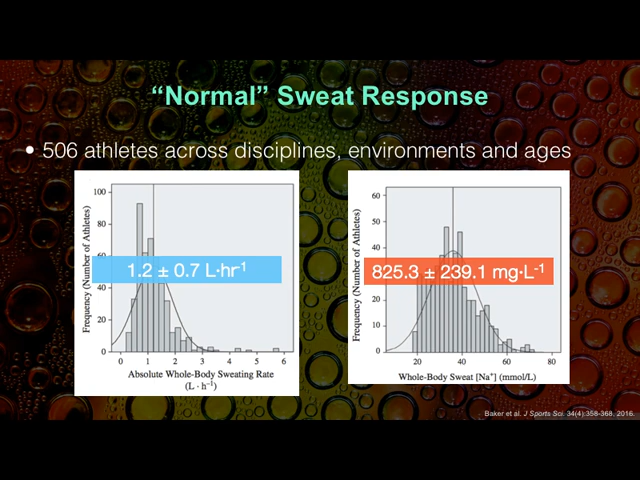 “Normal” Sweat Response
• 506 athletes across disciplines, environments and ages
Frequency (Number of Athletes)
100
80
60
40
20
0
1.2 ± 0.7 L·hr⁻¹
0 1 2 3 4 5 6
Absolute Whole-Body Sweating Rate
(L · h⁻¹)
Frequency (Number of Athletes)
60
50
40
30
20
10
0
825.3 ± 239.1 mg·L⁻¹
20 40 60 80
Whole-Body Sweat [Na⁺] (mmol/L)
Baker et al. J Sports Sci. 34(4):358-368, 2016.